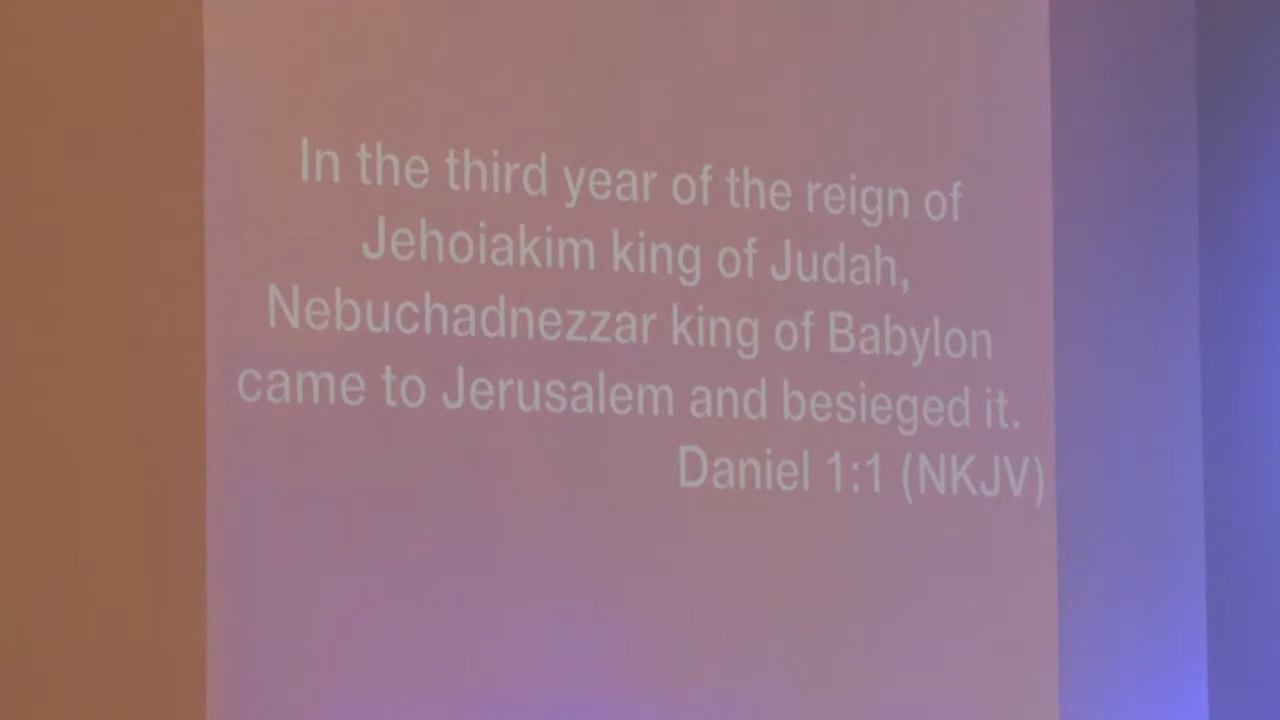 In the third year of the reign of
Jehoiakim king of Judah,
Nebuchadnezzar king of Babylon
came to Jerusalem and besieged it.
Daniel 1:1 (NKJV)